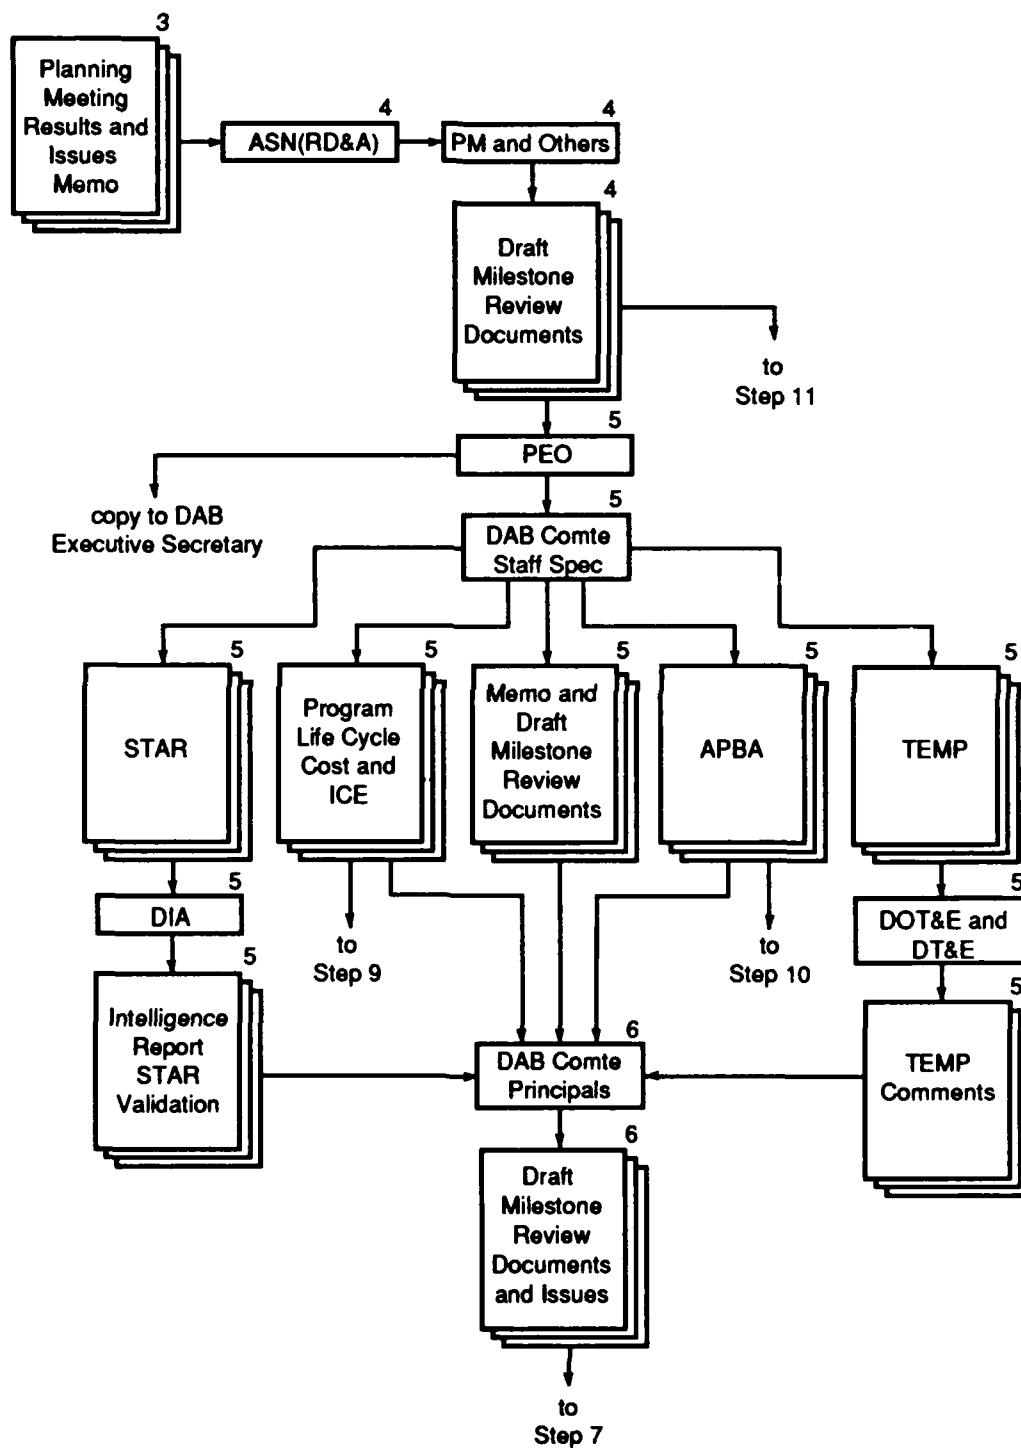 3
Planning
Meeting
Results and
Issues
Memo
4
ASN(RD&A)
4
PM and Others
4
Draft
Milestone
Review
Documents
to
Step 11
5
PEO
copy to DAB
Executive Secretary
5
DAB Comte
Staff Spec
5
STAR
5
Program
Life Cycle
Cost and
ICE
5
Memo and
Draft
Milestone
Review
Documents
5
APBA
5
TEMP
5
DIA
to
Step 9
to
Step 10
5
DOT&E and
DT&E
5
Intelligence
Report
STAR
Validation
6
DAB Comte
Principals
5
TEMP
Comments
6
Draft
Milestone
Review
Documents
and Issues
to
Step 7